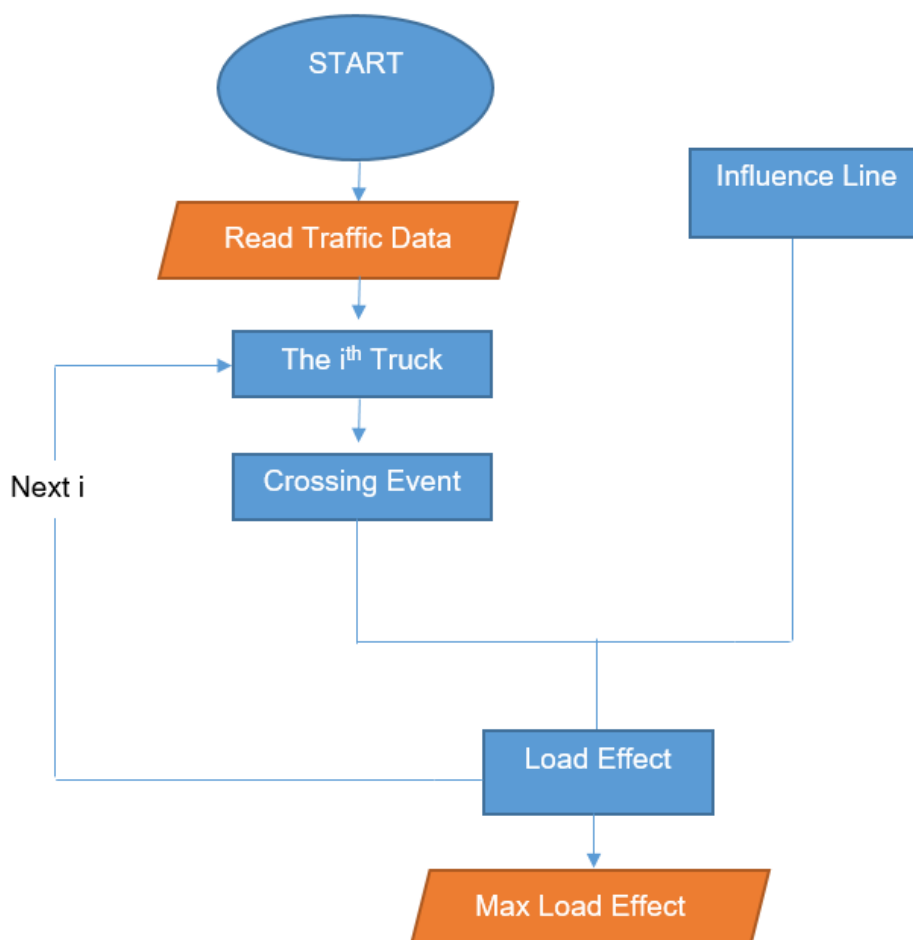 START
Influence Line
Read Traffic Data
The iᵗʰ Truck
Next i
Crossing Event
Load Effect
Max Load Effect